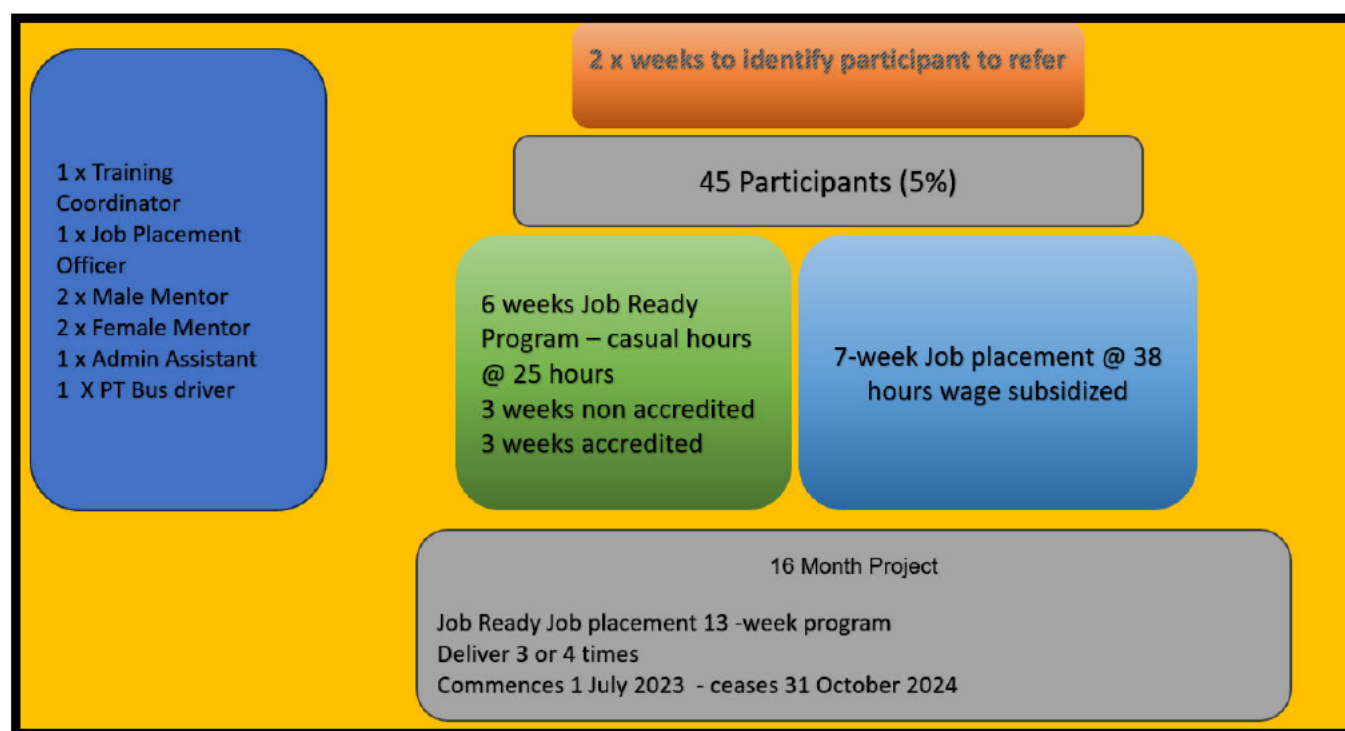 1 x Training
Coordinator
1 x Job Placement
Officer
2 x Male Mentor
2 x Female Mentor
1 x Admin Assistant
1 X PT Bus driver
2 x weeks to identify participant to refer
45 Participants (5%)
6 weeks Job Ready
Program – casual hours
@ 25 hours
3 weeks non accredited
3 weeks accredited
7-week Job placement @ 38
hours wage subsidized
16 Month Project
Job Ready Job placement 13 -week program
Deliver 3 or 4 times
Commences 1 July 2023 - ceases 31 October 2024